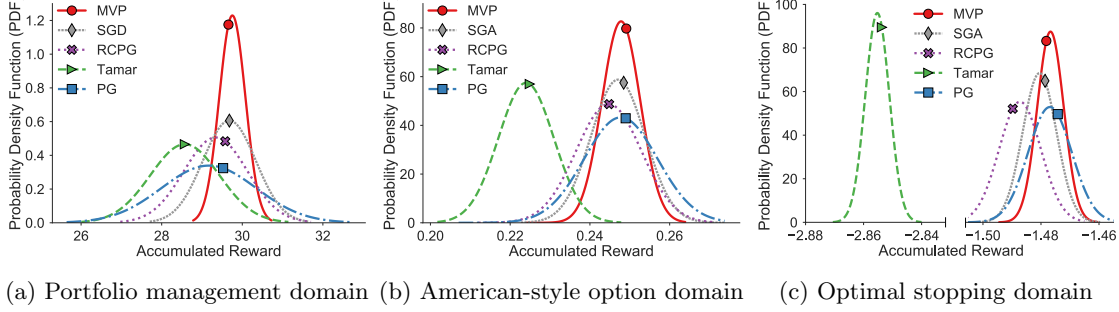 Probability Density Function (PDF
1.2
1.0
0.8
0.6
0.4
0.2
0.0
26 28 30 32
Accumulated Reward
MVP
SGD
RCPG
Tamar
PG
(a) Portfolio management domain
Probability Density Function (PDF
80
60
40
20
0
0.20 0.22 0.24 0.26
Accumulated Reward
MVP
SGA
RCPG
Tamar
PG
(b) American-style option domain
Probability Density Function (PDF
100
80
60
40
20
0
−2.88 −2.86 −2.84 −1.50 −1.48 −1.46
Accumulated Reward Accumulated Reward
MVP
SGA
RCPG
Tamar
PG
(c) Optimal stopping domain